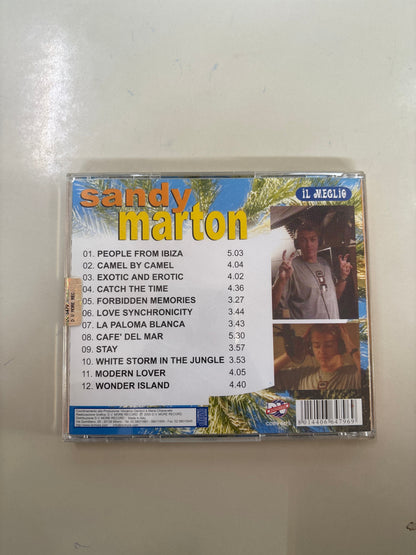 sandy
marton
IL MEGLIO
01. PEOPLE FROM IBIZA 5.03
02. CAMEL BY CAMEL 4.04
03. EXOTIC AND EROTIC 4.02
04. CATCH THE TIME 4.36
05. FORBIDDEN MEMORIES 3.27
06. LOVE SYNCHRONICITY 3.44
07. LA PALOMA BLANCA 3.43
08. CAFE' DEL MAR 5.30
09. STAY 3.57
10. WHITE STORM IN THE JUNGLE 3.53
11. MODERN LOVER 4.05
12. WONDER ISLAND 4.40
8014406647969